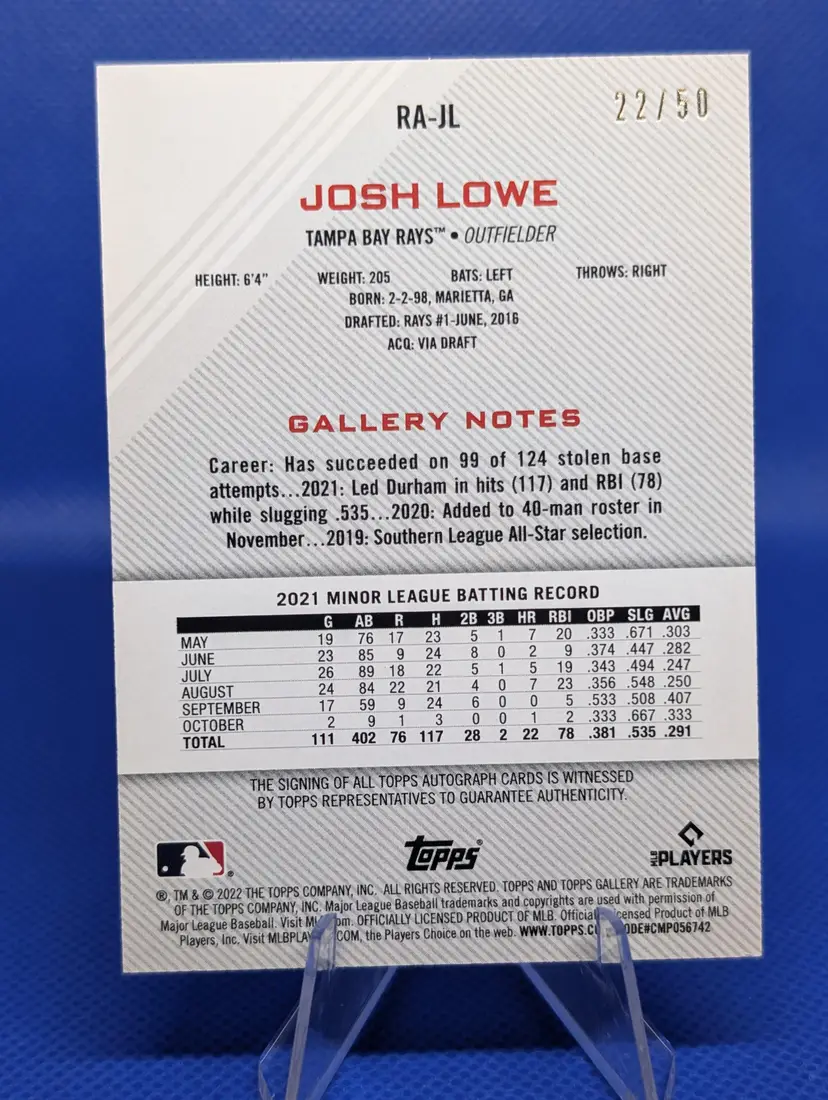 RA-JL
22/50
JOSH LOWE
TAMPA BAY RAYS™ • OUTFIELDER
HEIGHT: 6'4" WEIGHT: 205 BATS: LEFT THROWS: RIGHT
BORN: 2-2-98, MARIETTA, GA
DRAFTED: RAYS #1-JUNE, 2016
ACQ: VIA DRAFT
GALLERY NOTES
Career: Has succeeded on 99 of 124 stolen base
attempts...2021: Led Durham in hits (117) and RBI (78)
while slugging .535...2020: Added to 40-man roster in
November...2019: Southern League All-Star selection.
2021 MINOR LEAGUE BATTING RECORD
G AB R H 2B 3B HR RBI OBP SLG AVG
MAY 19 76 17 23 5 1 7 20 .333 .671 .303
JUNE 23 85 9 24 8 0 2 9 .374 .447 .282
JULY 26 89 18 22 5 1 5 19 .343 .494 .247
AUGUST 24 84 22 21 4 0 7 23 .356 .548 .250
SEPTEMBER 17 59 9 24 6 0 0 5 .533 .508 .407
OCTOBER 2 9 1 3 0 0 1 2 .333 .667 .333
TOTAL 111 402 76 117 28 2 22 78 .381 .535 .291
THE SIGNING OF ALL TOPPS AUTOGRAPH CARDS IS WITNESSED
BY TOPPS REPRESENTATIVES TO GUARANTEE AUTHENTICITY.
® topps® MLB PLAYERS
®, TM & © 2022 THE TOPPS COMPANY, INC. ALL RIGHTS RESERVED. TOPPS AND TOPPS GALLERY ARE TRADEMARKS
OF THE TOPPS COMPANY, INC. Major League Baseball trademarks and copyrights are used with permission of
Major League Baseball. Visit OFFICIALLY LICENSED PRODUCT OF MLB. Official Product of MLB
Players, Inc. Visit the Players Choice on the web.